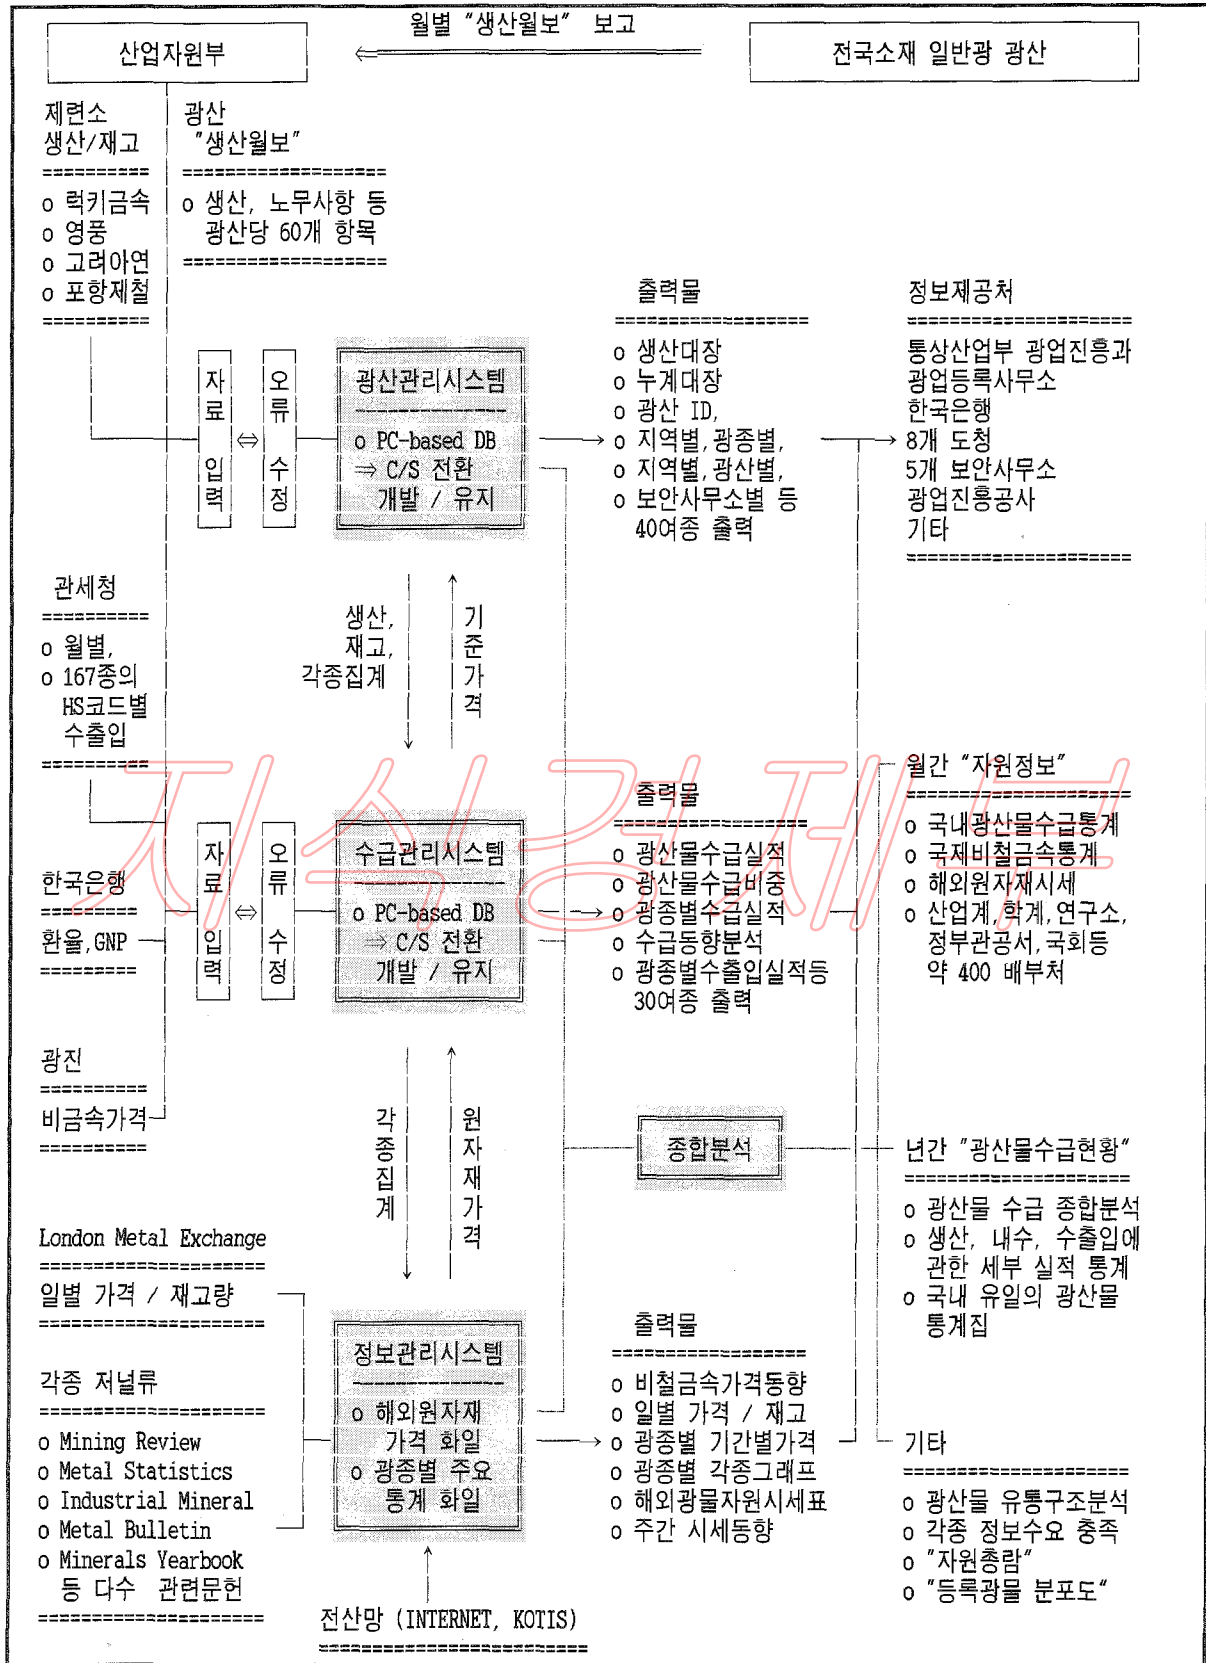 월별 “생산월보” 보고
산업자원부
전국소재 일반광 광산
제련소
생산/재고
==========
o 럭키금속
o 영풍
o 고려아연
o 포항제철
==========
광산
“생산월보”
===================
o 생산, 노무사항 등
광산당 60개 항목
===================
자료 입력
⇔
오류 수정
광산관리시스템
--------------
o PC-based DB
⇒ C/S 전환
개발 / 유지
출력물
==================
o 생산대장
o 누계대장
o 광산 ID,
o 지역별,광종별,
o 지역별,광산별,
o 보안사무소별 등
40여종 출력
정보제공처
=====================
통상산업부 광업진흥과
광업등록사무소
한국은행
8개 도청
5개 보안사무소
광업진흥공사
기타
=====================
관세청
==========
o 월별,
o 167종의
HS코드별
수출입
==========
생산,
재고,
각종집계
기준가격
지식경제부
한국은행
=========
환율,GNP
=========
광진
==========
비금속가격
==========
자료 입력
⇔
오류 수정
수급관리시스템
--------------
o PC-based DB
⇒ C/S 전환
개발 / 유지
출력물
==================
o 광산물수급실적
o 광산물수급비중
o 광종별수급실적
o 수급동향분석
o 광종별수출입실적등
30여종 출력
월간 “자원정보”
=====================
o 국내광산물수급통계
o 국제비철금속통계
o 해외원자재시세
o 산업계,학계,연구소,
정부관공서,국회등
약 400 배부처
각종집계
원자재가격
종합분석
년간 “광산물수급현황“
=====================
o 광산물 수급 종합분석
o 생산, 내수, 수출입에
관한 세부 실적 통계
o 국내 유일의 광산물
통계집
London Metal Exchange
=====================
일별 가격 / 재고량
=====================
각종 저널류
=====================
o Mining Review
o Metal Statistics
o Industrial Mineral
o Metal Bulletin
o Minerals Yearbook
등 다수 관련문헌
=====================
정보관리시스템
--------------
o 해외원자재
가격 화일
o 광종별 주요
통계 화일
전산망 (INTERNET, KOTIS)
=========================
출력물
==================
o 비철금속가격동향
o 일별 가격 / 재고
o 광종별 기간별가격
o 광종별 각종그래프
o 해외광물자원시세표
o 주간 시세동향
기타
=====================
o 광산물 유통구조분석
o 각종 정보수요 충족
o “자원총람“
o “등록광물 분포도“